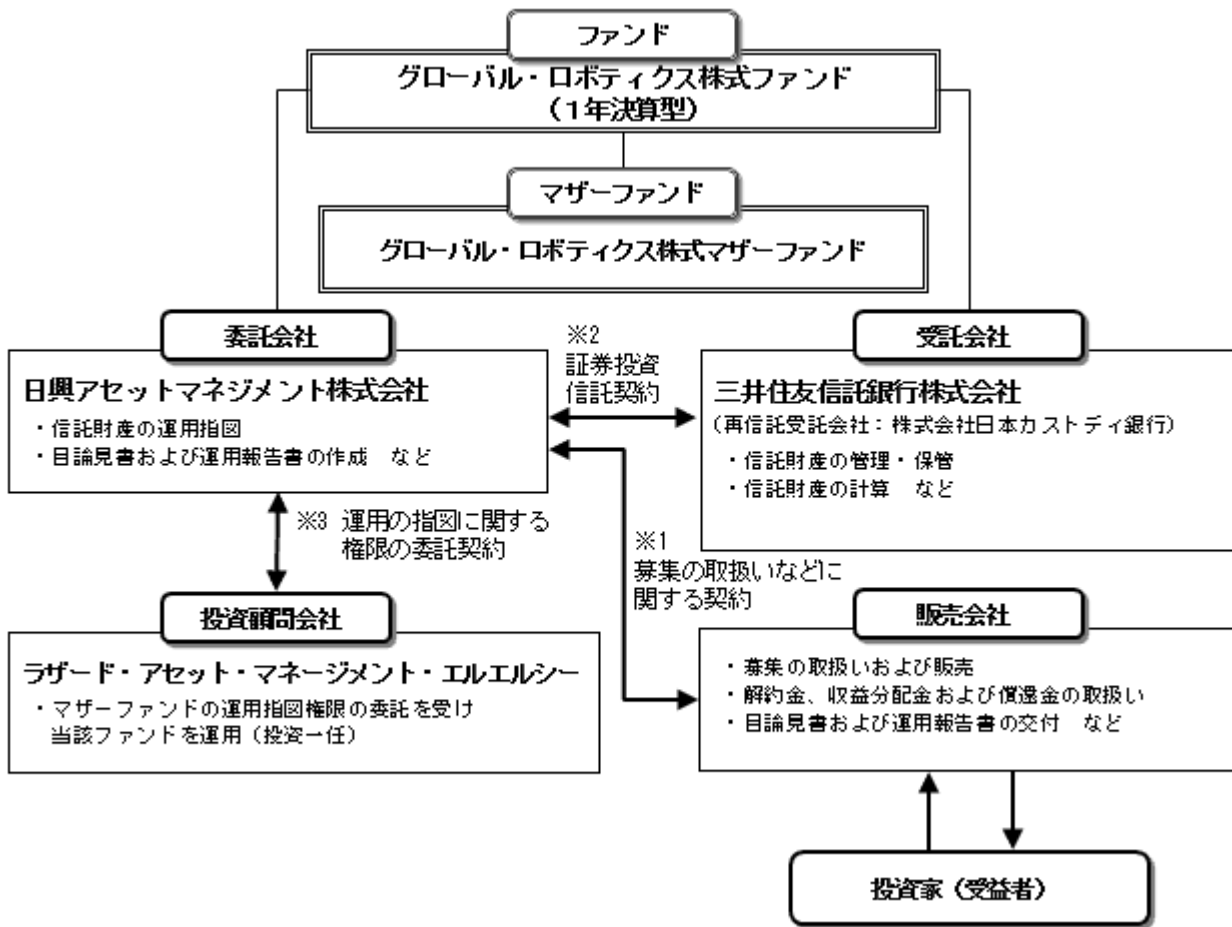 ファンド
グローバル・ロボティクス株式ファンド
(1年決算型)
マザーファンド
グローバル・ロボティクス株式マザーファンド
委託会社
日興アセットマネジメント株式会社
・信託財産の運用指図
・目論見書および運用報告書の作成 など
※2
証券投資
信託契約
受託会社
三井住友信託銀行株式会社
(再信託受託会社:株式会社日本カストディ銀行)
・信託財産の管理・保管
・信託財産の計算 など
※3 運用の指図に関する
権限の委託契約
※1
募集の取扱いなどに
関する契約
投資顧問会社
ラザード・アセット・マネージメント・エルエルシー
・マザーファンドの運用指図権限の委託を受け
当該ファンドを運用(投資一任)
販売会社
・募集の取扱いおよび販売
・解約金、収益分配金および償還金の取扱い
・目論見書および運用報告書の交付 など
投資家(受益者)